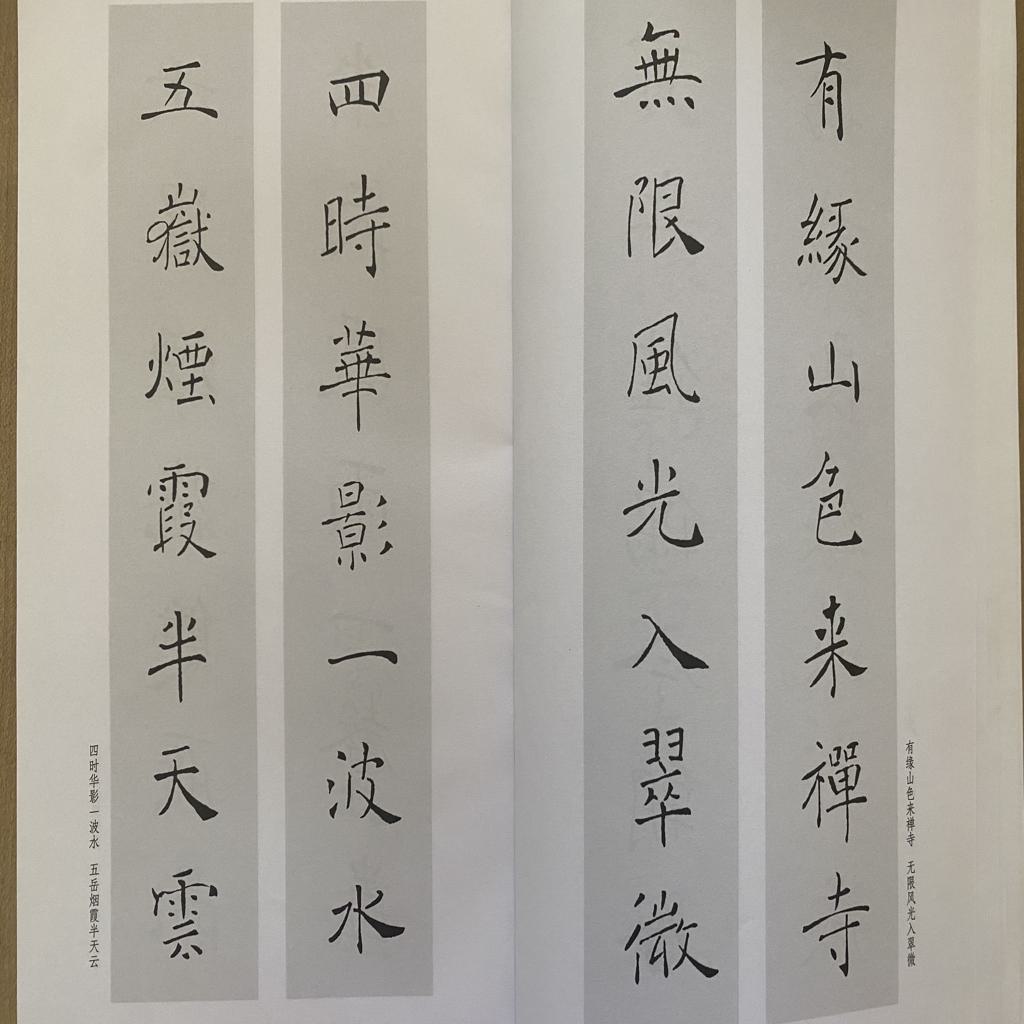 有緣山色来禪寺
無限風光入翠微
有缘山色来禅寺 无限风光入翠微
四時華影一波水
五嶽煙霞半天雲
四时华影一波水 五岳烟霞半天云